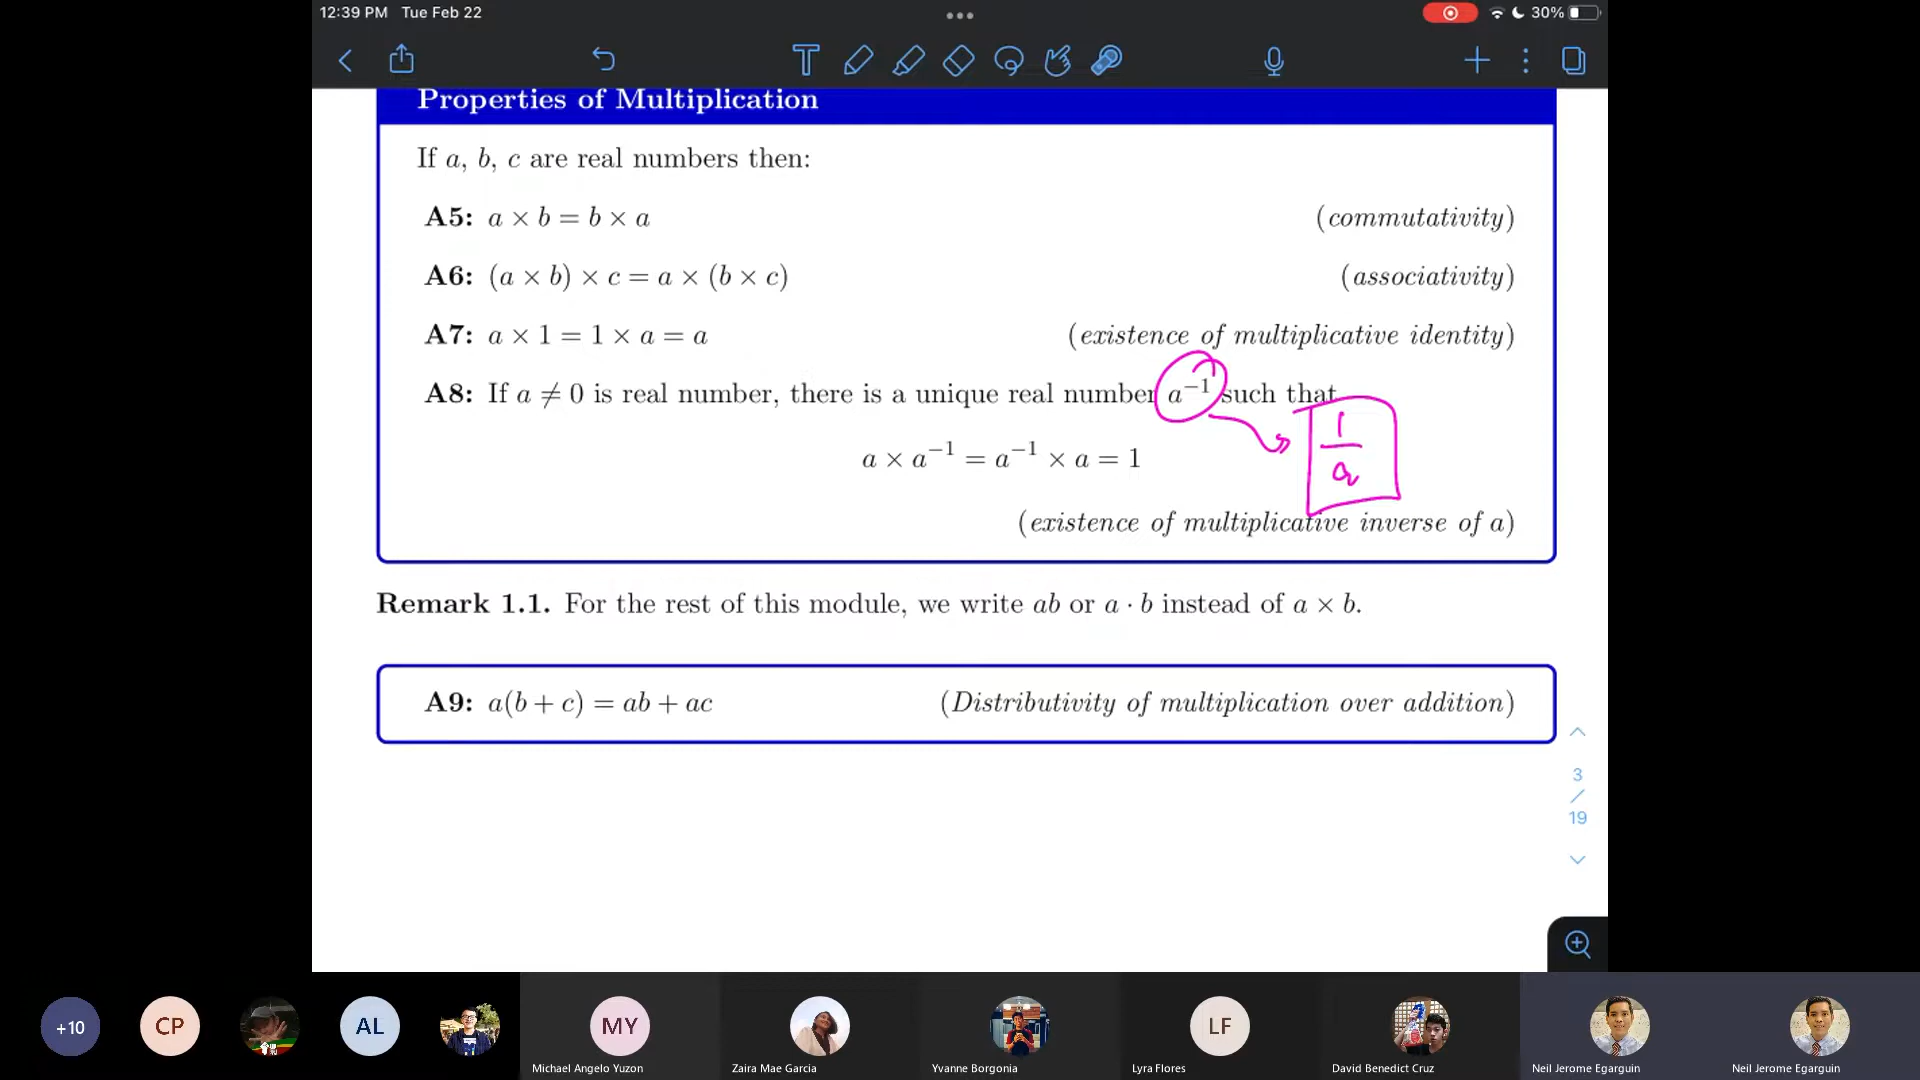 12:39 PM Tue Feb 22
30%
Properties of Multiplication
If a, b, c are real numbers then:
A5: a × b = b × a (commutativity)
A6: (a × b) × c = a × (b × c) (associativity)
A7: a × 1 = 1 × a = a (existence of multiplicative identity)
A8: If a ≠ 0 is real number, there is a unique real number a⁻¹ such that
1/a
a × a⁻¹ = a⁻¹ × a = 1
(existence of multiplicative inverse of a)
Remark 1.1. For the rest of this module, we write ab or a · b instead of a × b.
A9: a(b + c) = ab + ac (Distributivity of multiplication over addition)
3
/
19
+10 CP AL MY LF
Michael Angelo Yuzon Zaira Mae Garcia Yvanne Borgonia Lyra Flores David Benedict Cruz Neil Jerome Egarguin Neil Jerome Egarguin